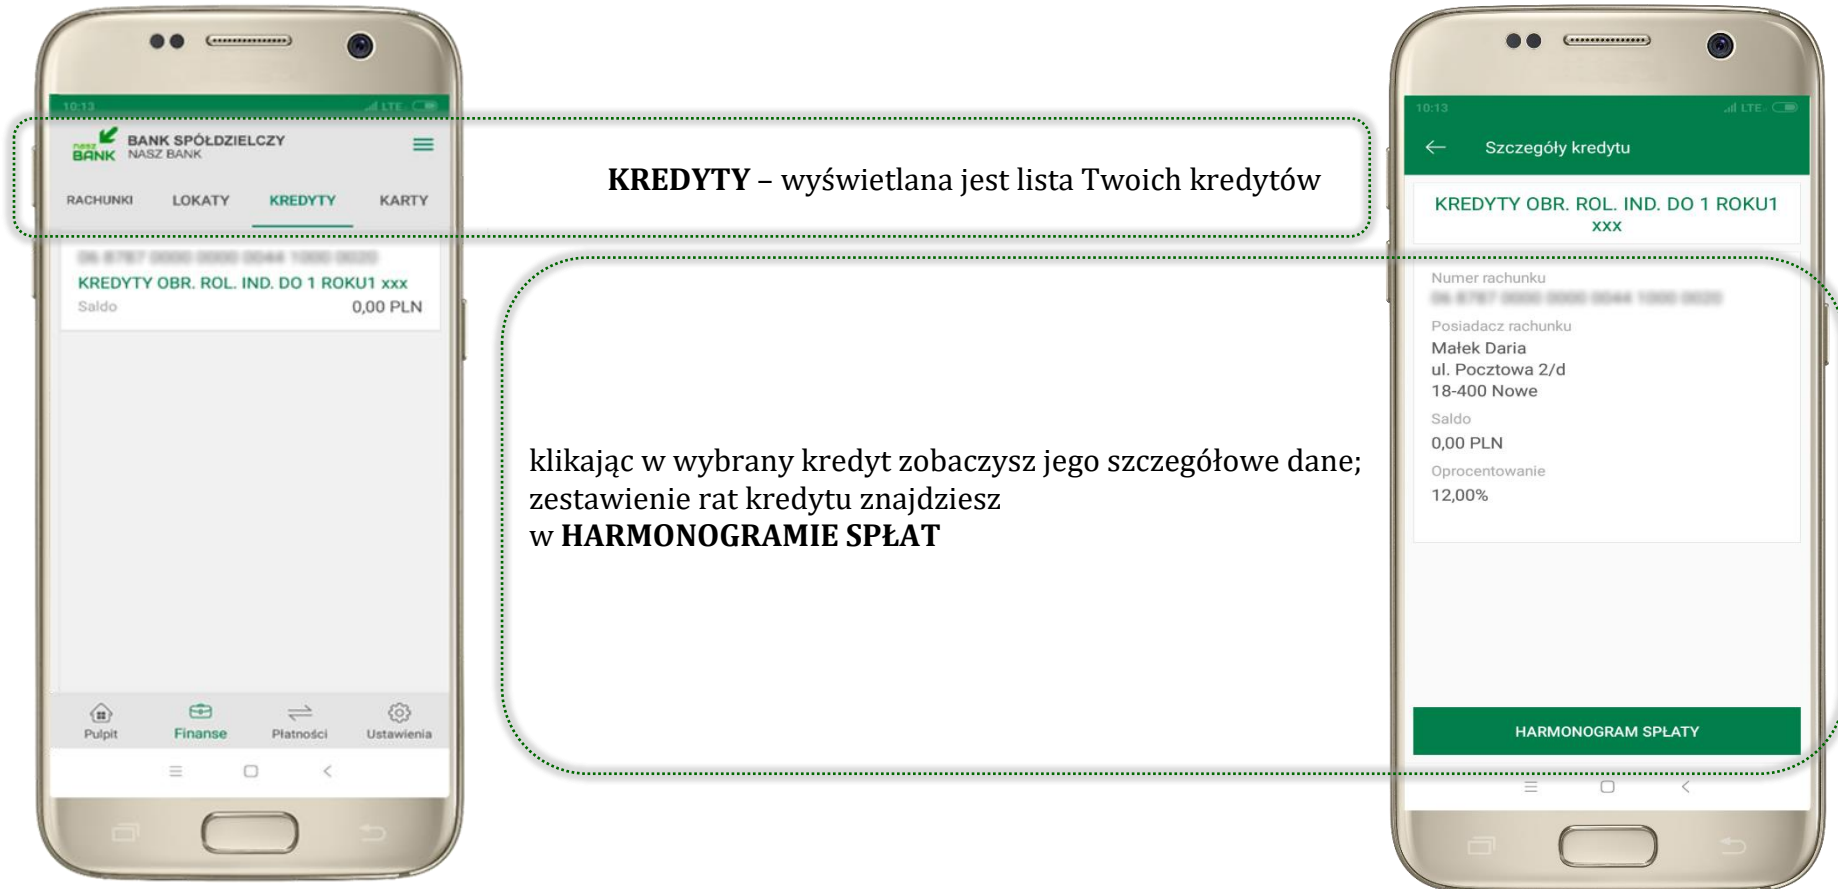 10:13
LTE
nasz
BANK
BANK SPÓŁDZIELCZY
NASZ BANK
RACHUNKI LOKATY KREDYTY KARTY
KREDYTY OBR. ROL. IND. DO 1 ROKU1 xxx
Saldo 0,00 PLN
Pulpit Finanse Płatności Ustawienia
KREDYTY – wyświetlana jest lista Twoich kredytów
klikając w wybrany kredyt zobaczysz jego szczegółowe dane;
zestawienie rat kredytu znajdziesz
w HARMONOGRAMIE SPŁAT
10:13
LTE
Szczegóły kredytu
KREDYTY OBR. ROL. IND. DO 1 ROKU1
xxx
Numer rachunku
Posiadacz rachunku
Małek Daria
ul. Pocztowa 2/d
18-400 Nowe
Saldo
0,00 PLN
Oprocentowanie
12,00%
HARMONOGRAM SPŁATY